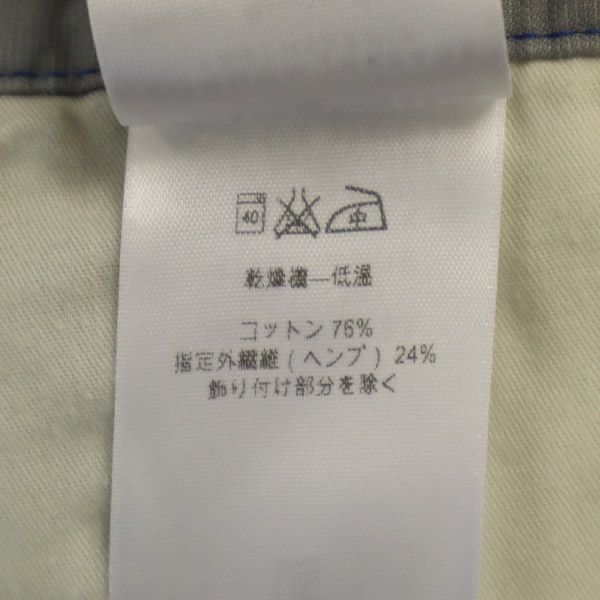 40
中
乾燥機—低温
コットン 76%
指定外繊維 ( ヘンプ ) 24%
飾り付け部分を除く